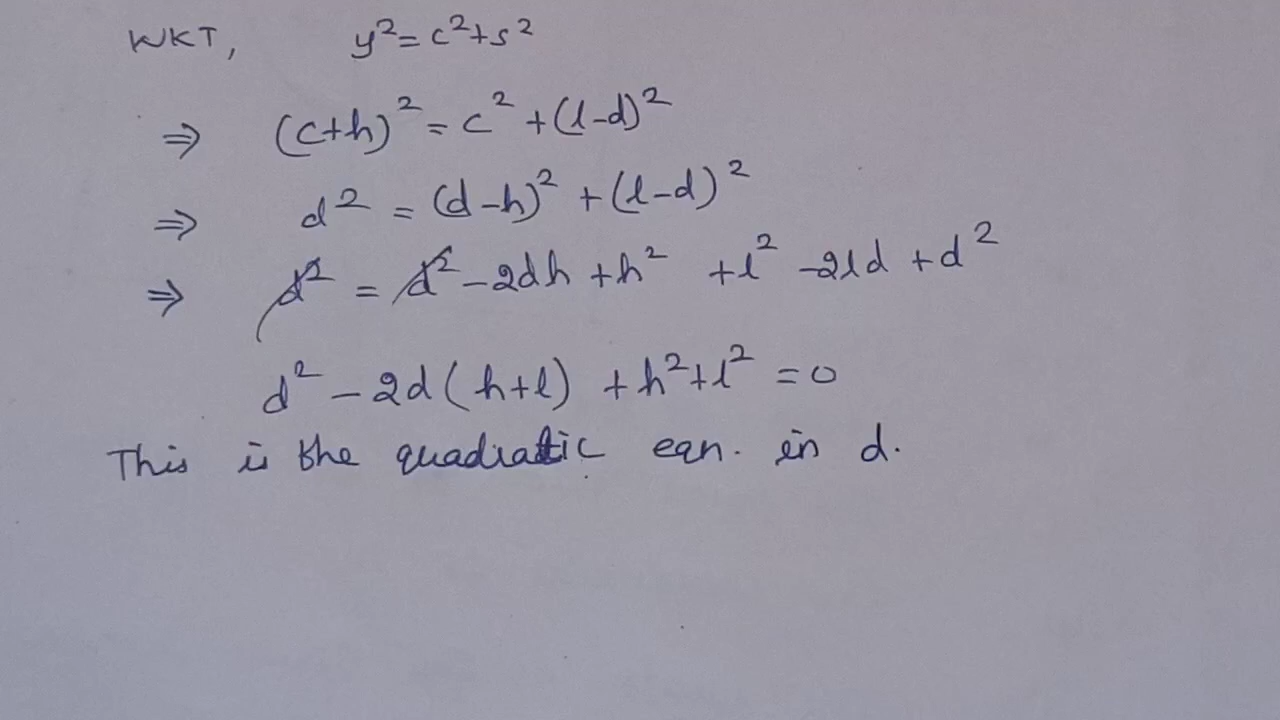 WKT, y² = c² + s²
⇒ (c+h)² = c² + (l-d)²
⇒ d² = (d-h)² + (l-d)²
⇒ d² = d² - 2dh + h² + l² - 2ld + d²
d² - 2d(h+l) + h² + l² = 0
This is the quadratic eqn. in d.